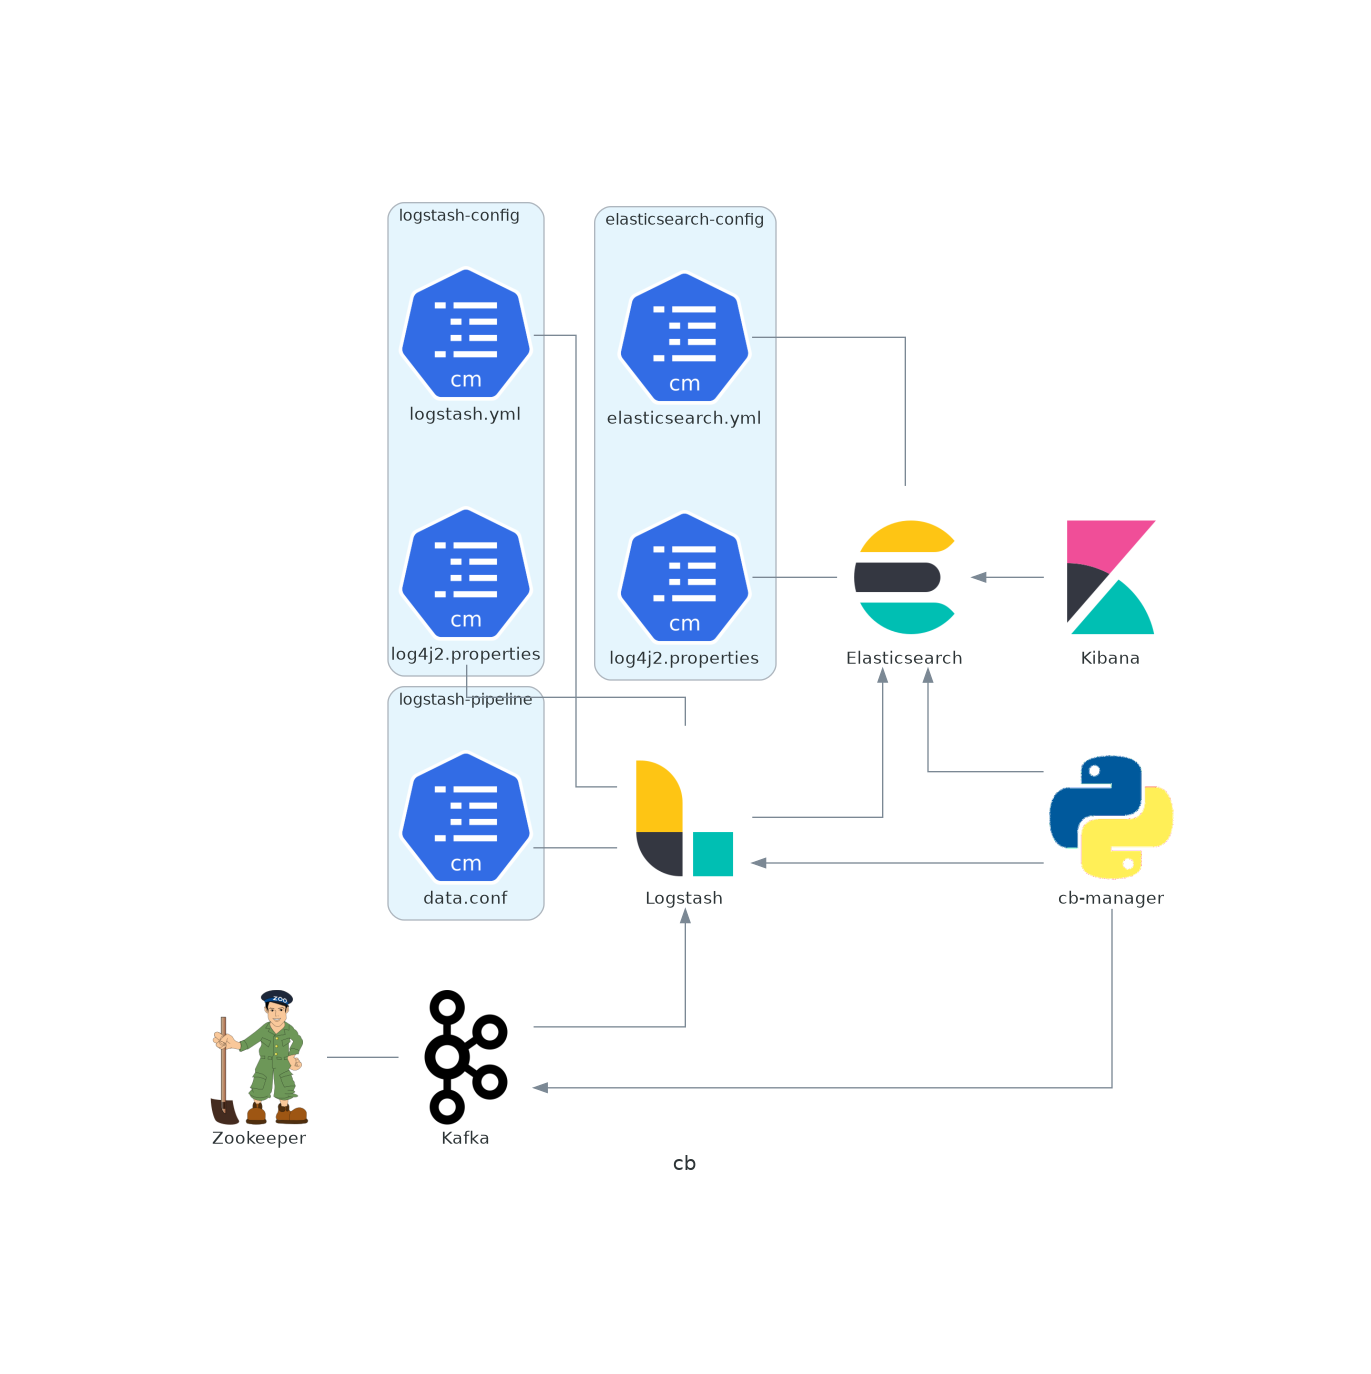 logstash-config
elasticsearch-config
cm
logstash.yml
cm
elasticsearch.yml
cm
log4j2.properties
cm
log4j2.properties
Elasticsearch
Kibana
logstash-pipeline
cm
data.conf
Logstash
cb-manager
ZOO
Zookeeper
Kafka
cb